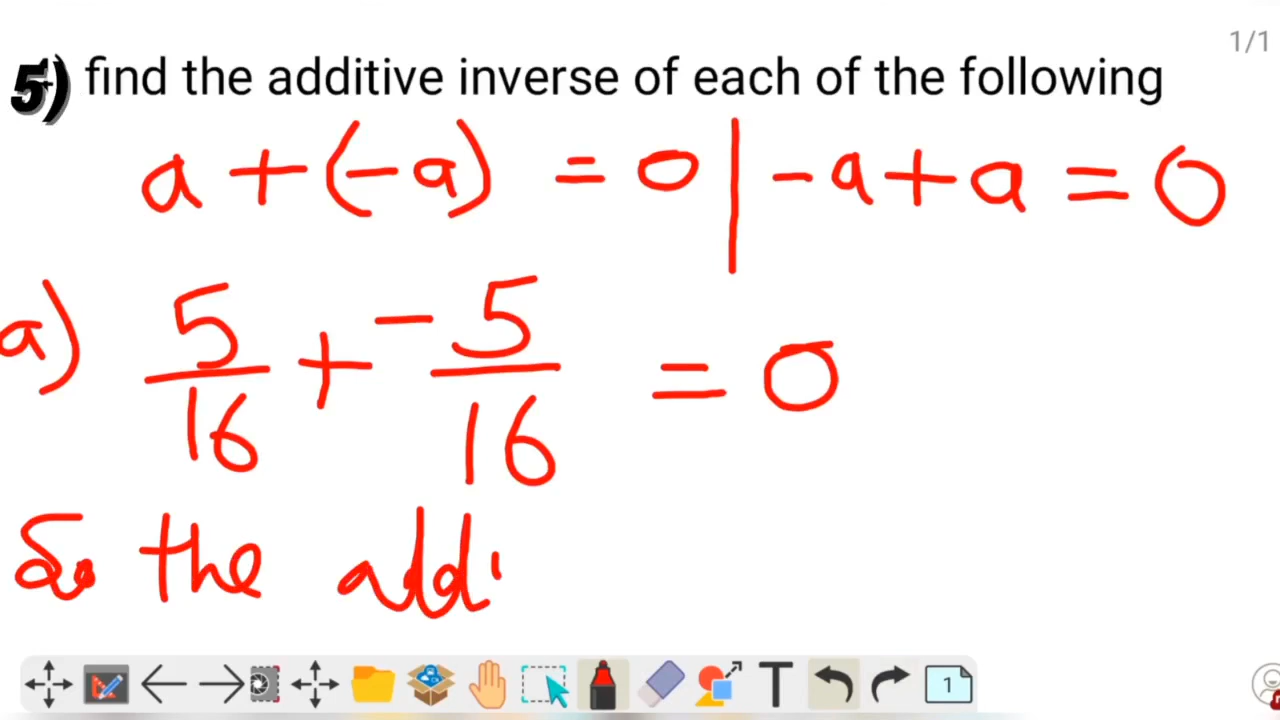 1/1
5) find the additive inverse of each of the following
a + (-a) = 0 | -a + a = 0
a) 5/16 + -5/16 = 0
So the addi
T 1